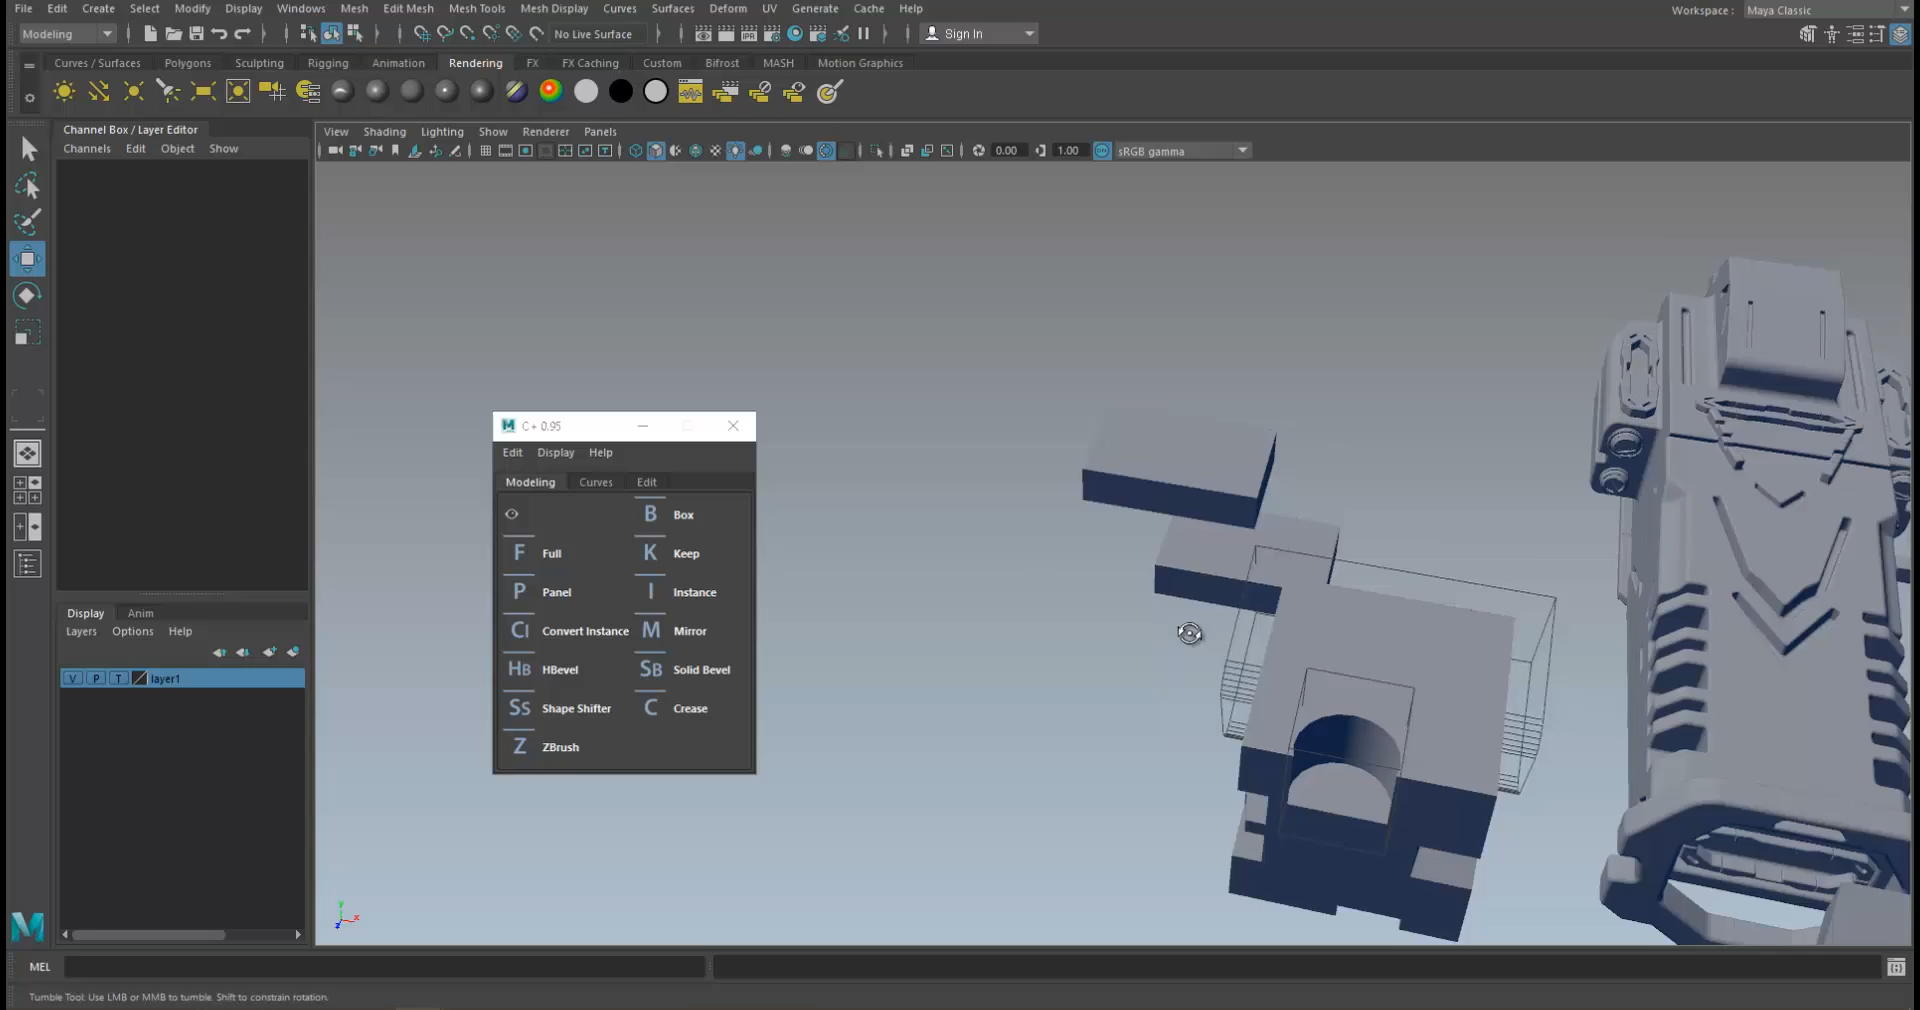 File Edit Create Select Modify Display Windows Mesh Edit Mesh Mesh Tools Mesh Display Curves Surfaces Deform UV Generate Cache Help Workspace : Maya Classic
Modeling No Live Surface Sign In
Curves / Surfaces Polygons Sculpting Rigging Animation Rendering FX FX Caching Custom Bifrost MASH Motion Graphics
IPR
Channel Box / Layer Editor
Channels Edit Object Show
View Shading Lighting Show Renderer Panels
0.00 1.00 ON sRGB gamma
M C + 0.95
Edit Display Help
Modeling Curves Edit
B Box
F Full K Keep
P Panel I Instance
CI Convert Instance M Mirror
HB HBevel SB Solid Bevel
Ss Shape Shifter C Crease
Z ZBrush
Display Anim
Layers Options Help
V P T layer1
y
x
z
M
MEL
Tumble Tool: Use LMB or MMB to tumble. Shift to constrain rotation.